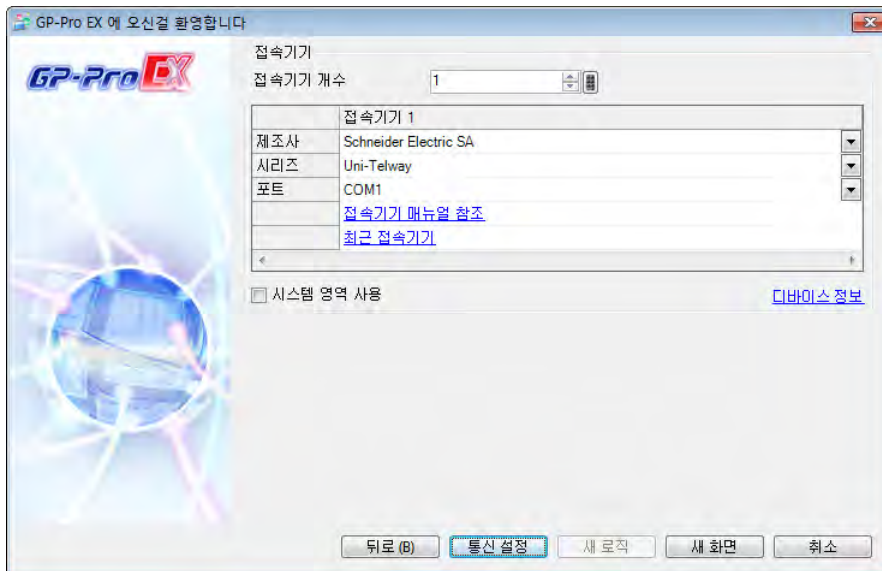 GP-Pro EX 에 오신걸 환영합니다
GP-Pro EX
접속기기
접속기기 개수 1
접속기기 1
제조사 Schneider Electric SA
시리즈 Uni-Telway
포트 COM1
접속기기 매뉴얼 참조
최근 접속기기
시스템 영역 사용 디바이스 정보
뒤로 (B) 통신 설정 새 로직 새 화면 취소